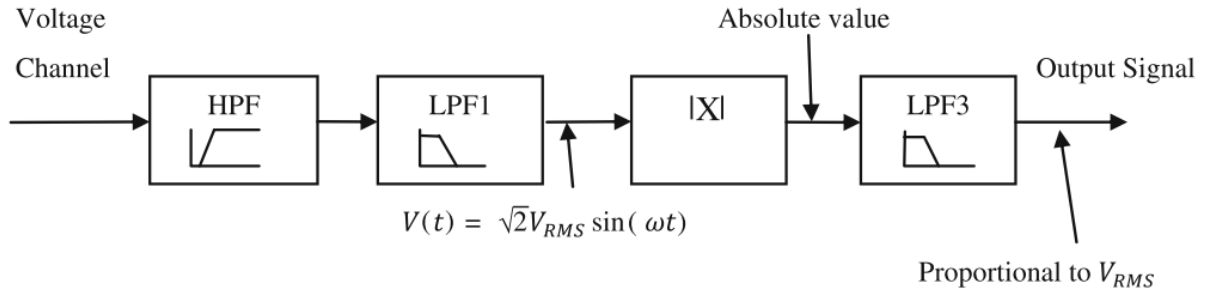 Voltage
Channel
Absolute value
Output Signal
HPF
LPF1
|X|
LPF3
V(t) = √2V_RMS sin( ωt)
Proportional to V_RMS